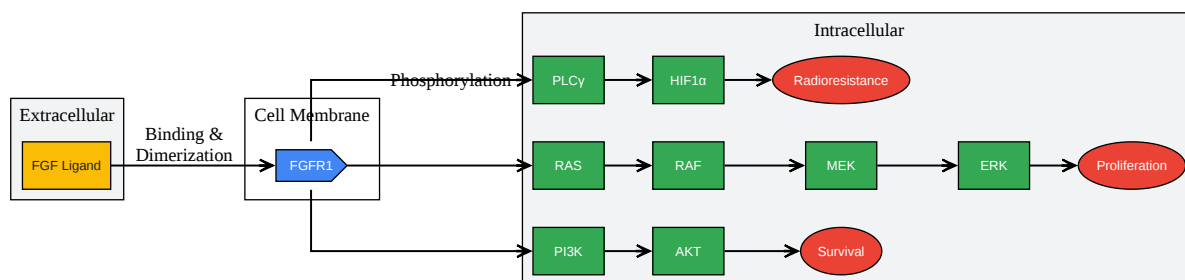 Intracellular
Phosphorylation
PLCγ
HIF1α
Radioresistance
Extracellular
Cell Membrane
Binding &
Dimerization
FGF Ligand
FGFR1
RAS
RAF
MEK
ERK
Proliferation
PI3K
AKT
Survival